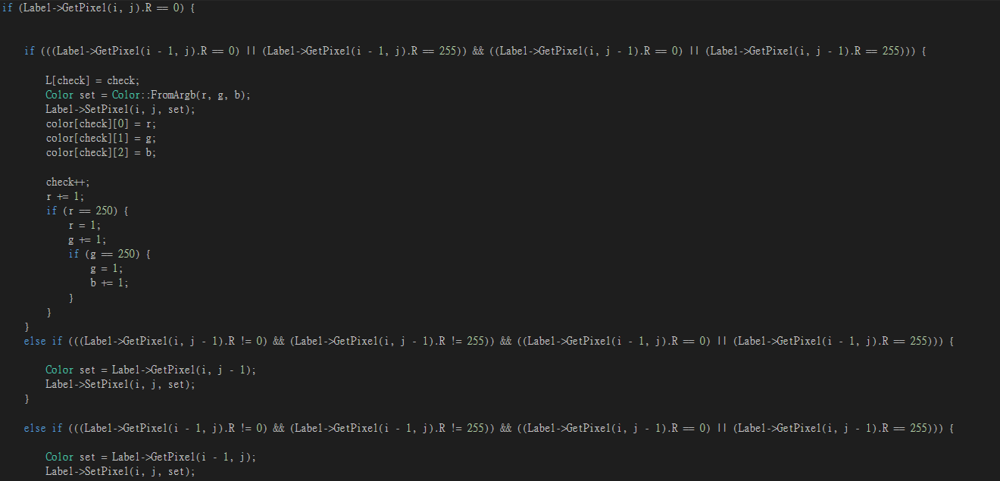 if (Label->GetPixel(i, j).R == 0) {
if (((Label->GetPixel(i - 1, j).R == 0) || (Label->GetPixel(i - 1, j).R == 255)) && ((Label->GetPixel(i, j - 1).R == 0) || (Label->GetPixel(i, j - 1).R == 255))) {
L[check] = check;
Color set = Color::FromArgb(r, g, b);
Label->SetPixel(i, j, set);
color[check][0] = r;
color[check][1] = g;
color[check][2] = b;
check++;
r += 1;
if (r == 250) {
r = 1;
g += 1;
if (g == 250) {
g = 1;
b += 1;
}
}
}
else if (((Label->GetPixel(i, j - 1).R != 0) && (Label->GetPixel(i, j - 1).R != 255)) && ((Label->GetPixel(i - 1, j).R == 0) || (Label->GetPixel(i - 1, j).R == 255))) {
Color set = Label->GetPixel(i, j - 1);
Label->SetPixel(i, j, set);
}
else if (((Label->GetPixel(i - 1, j).R != 0) && (Label->GetPixel(i - 1, j).R != 255)) && ((Label->GetPixel(i, j - 1).R == 0) || (Label->GetPixel(i, j - 1).R == 255))) {
Color set = Label->GetPixel(i - 1, j);
Label->SetPixel(i, j, set);